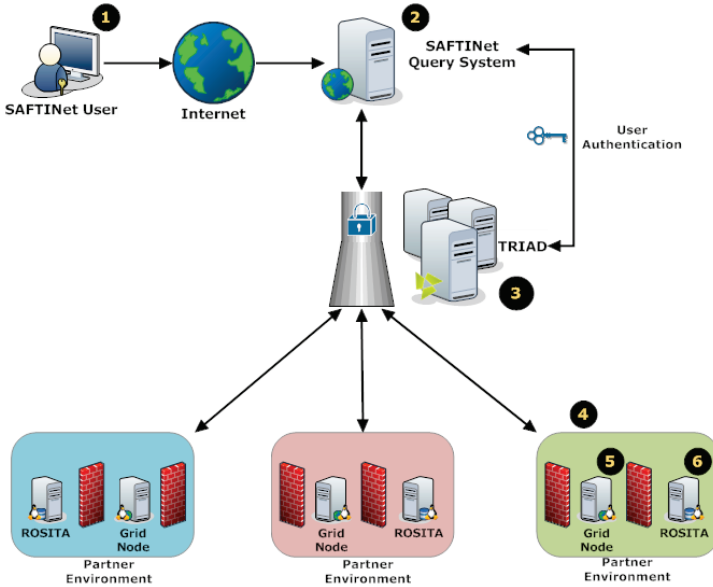 1
2
SAFTINet
Query System
SAFTINet User
Internet
User
Authentication
TRIAD
3
4
5
6
ROSITA
Grid
Node
Partner
Environment
Grid
Node
ROSITA
Partner
Environment
Grid
Node
ROSITA
Partner
Environment